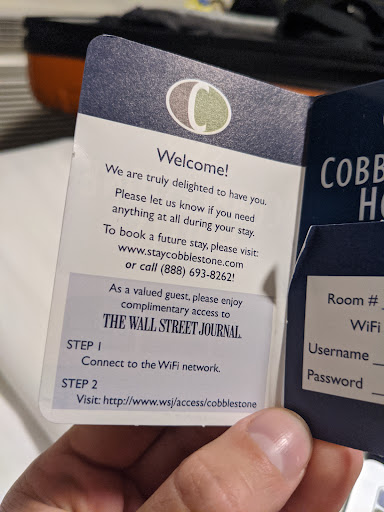 C
Welcome!
We are truly delighted to have you.
Please let us know if you need
anything at all during your stay.
To book a future stay, please visit:
www.staycobblestone.com
or call (888) 693-8262!
As a valued guest, please enjoy
complimentary access to
THE WALL STREET JOURNAL.
STEP 1
Connect to the WiFi network.
STEP 2
Visit: http://www.wsj/access/cobblestone
COBB
HO
Room #
WiFi
Username
Password